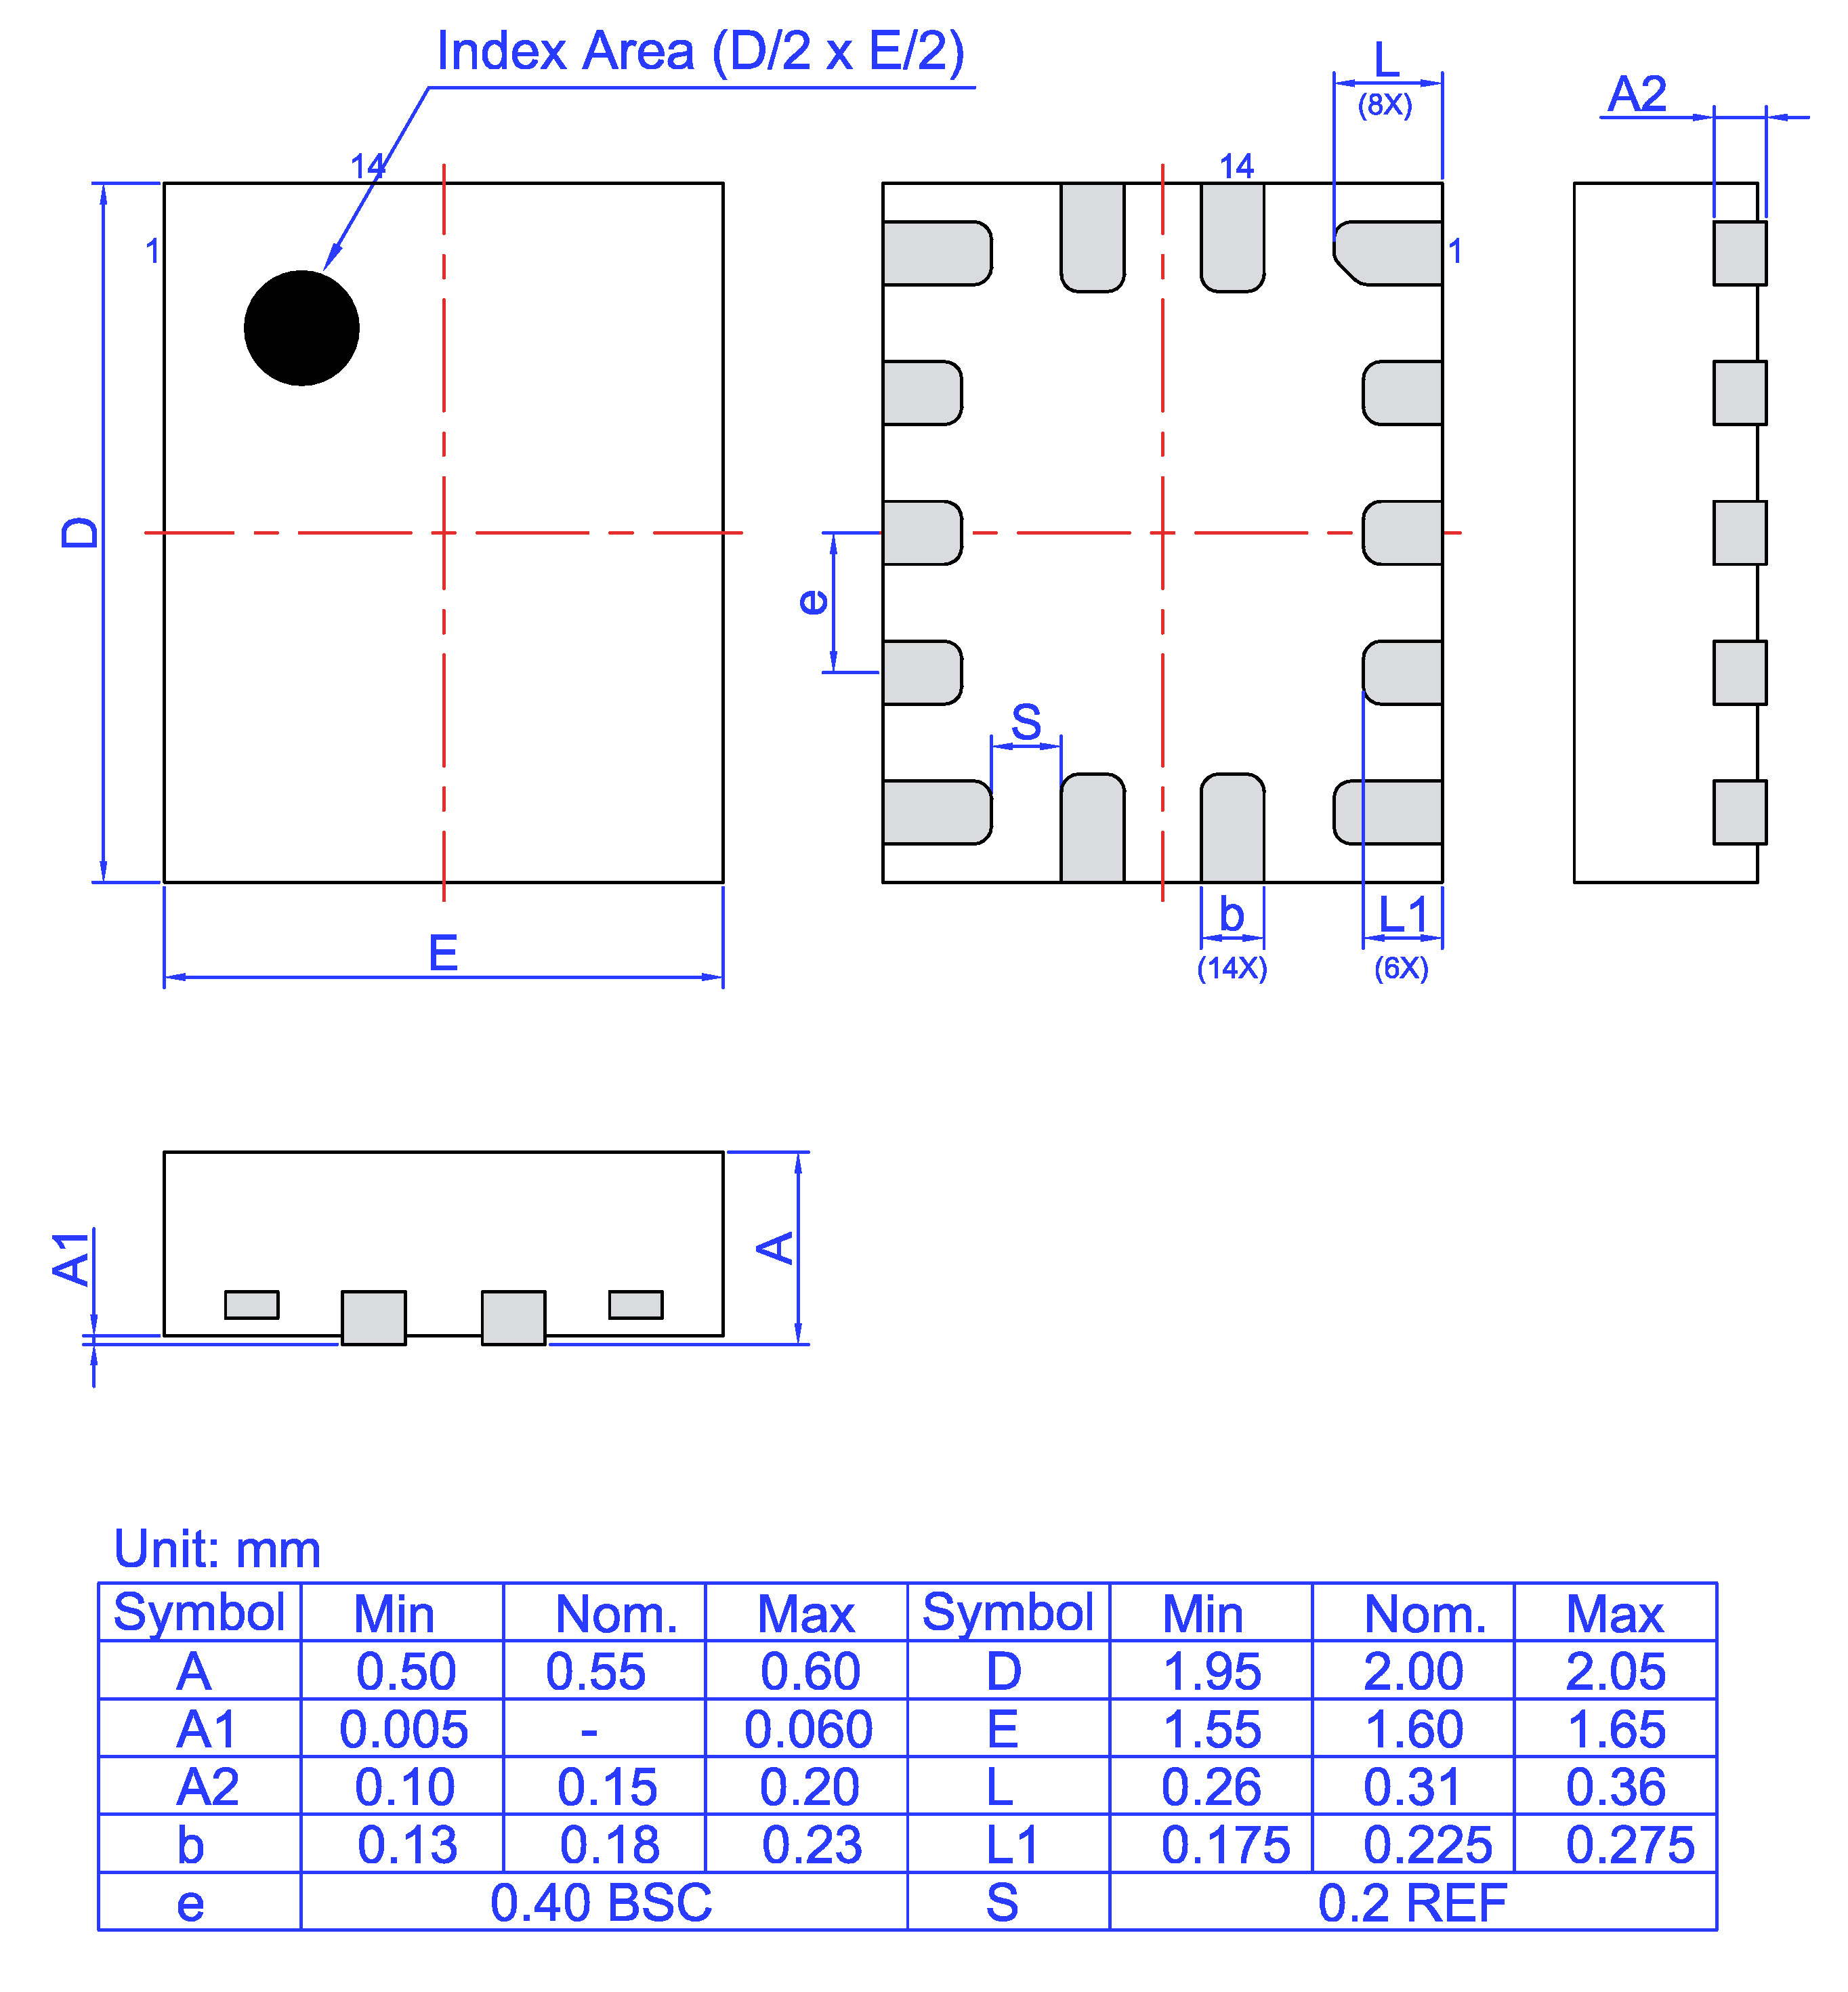 Index Area (D/2 x E/2)
L
(8X)
A2
14
14
1
1
D
e
S
b
(14X)
L1
(6X)
E
A1
A
Unit: mm
Symbol Min Nom. Max Symbol Min Nom. Max
A 0.50 0.55 0.60 D 1.95 2.00 2.05
A1 0.005 - 0.060 E 1.55 1.60 1.65
A2 0.10 0.15 0.20 L 0.26 0.31 0.36
b 0.13 0.18 0.23 L1 0.175 0.225 0.275
e 0.40 BSC S 0.2 REF